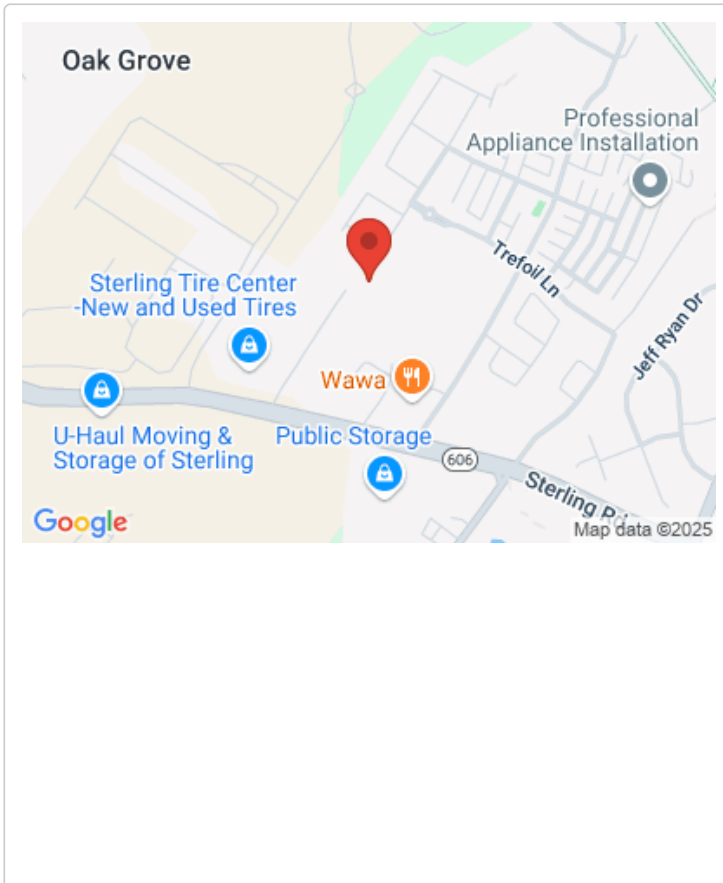 Oak Grove
Professional
Appliance Installation
Trefoil Ln
Sterling Tire Center
-New and Used Tires
Jeff Ryan Dr
Wawa
U-Haul Moving &
Storage of Sterling
Public Storage
606
Sterling Rd
Google
Map data ©2025